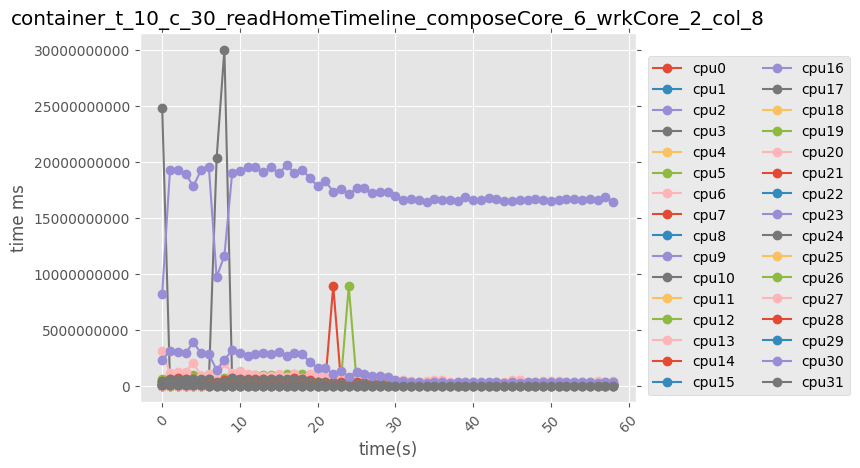 container_t_10_c_30_readHomeTimeline_composeCore_6_wrkCore_2_col_8
time ms
30000000000
25000000000
20000000000
15000000000
10000000000
5000000000
0
0
10
20
30
40
50
60
time(s)
cpu0
cpu1
cpu2
cpu3
cpu4
cpu5
cpu6
cpu7
cpu8
cpu9
cpu10
cpu11
cpu12
cpu13
cpu14
cpu15
cpu16
cpu17
cpu18
cpu19
cpu20
cpu21
cpu22
cpu23
cpu24
cpu25
cpu26
cpu27
cpu28
cpu29
cpu30
cpu31